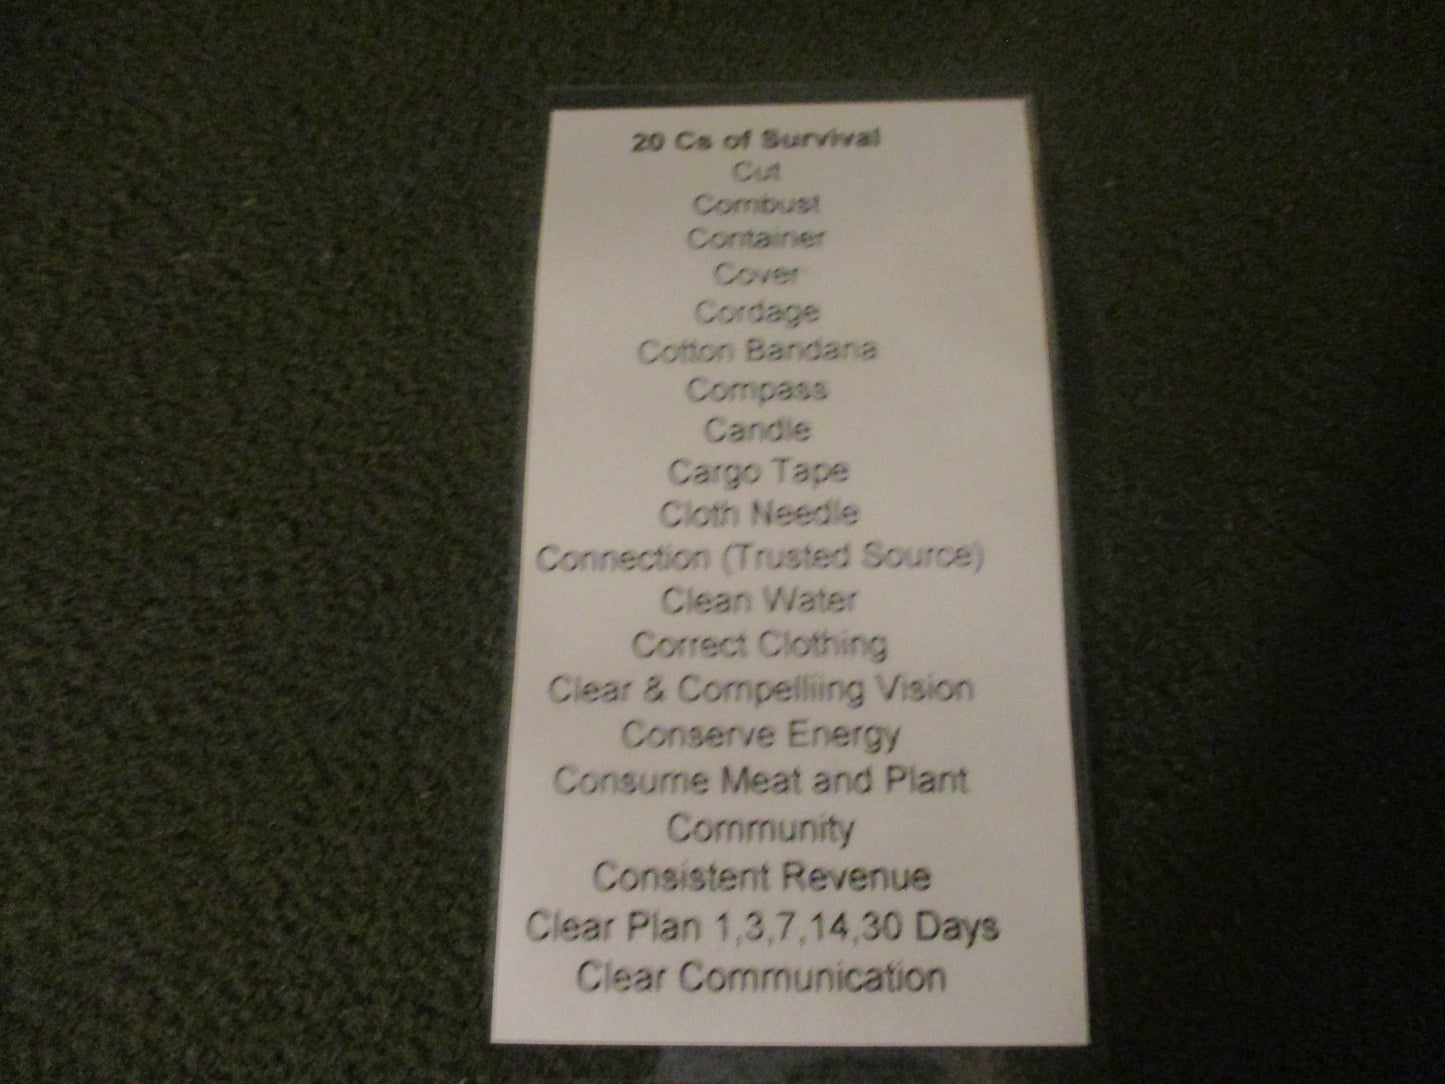 20 Cs of Survival
Cut
Combust
Container
Cover
Cordage
Cotton Bandana
Compass
Candle
Cargo Tape
Cloth Needle
Connection (Trusted Source)
Clean Water
Correct Clothing
Clear & Compelliing Vision
Conserve Energy
Consume Meat and Plant
Community
Consistent Revenue
Clear Plan 1,3,7,14,30 Days
Clear Communication